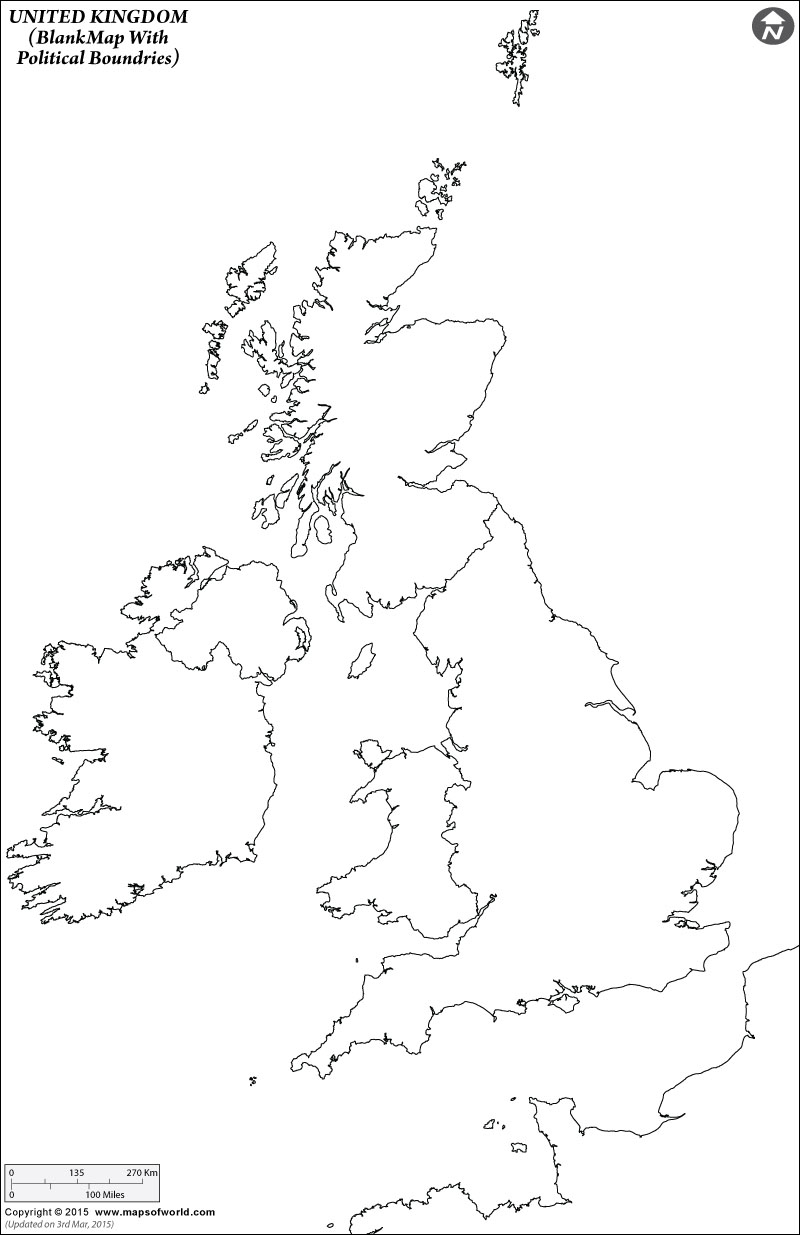 UNITED KINGDOM
(BlankMap With
Political Boundries)
N
0 135 270 Km
0 100 Miles
Copyright © 2015 www.mapsofworld.com
(Updated on 3rd Mar, 2015)